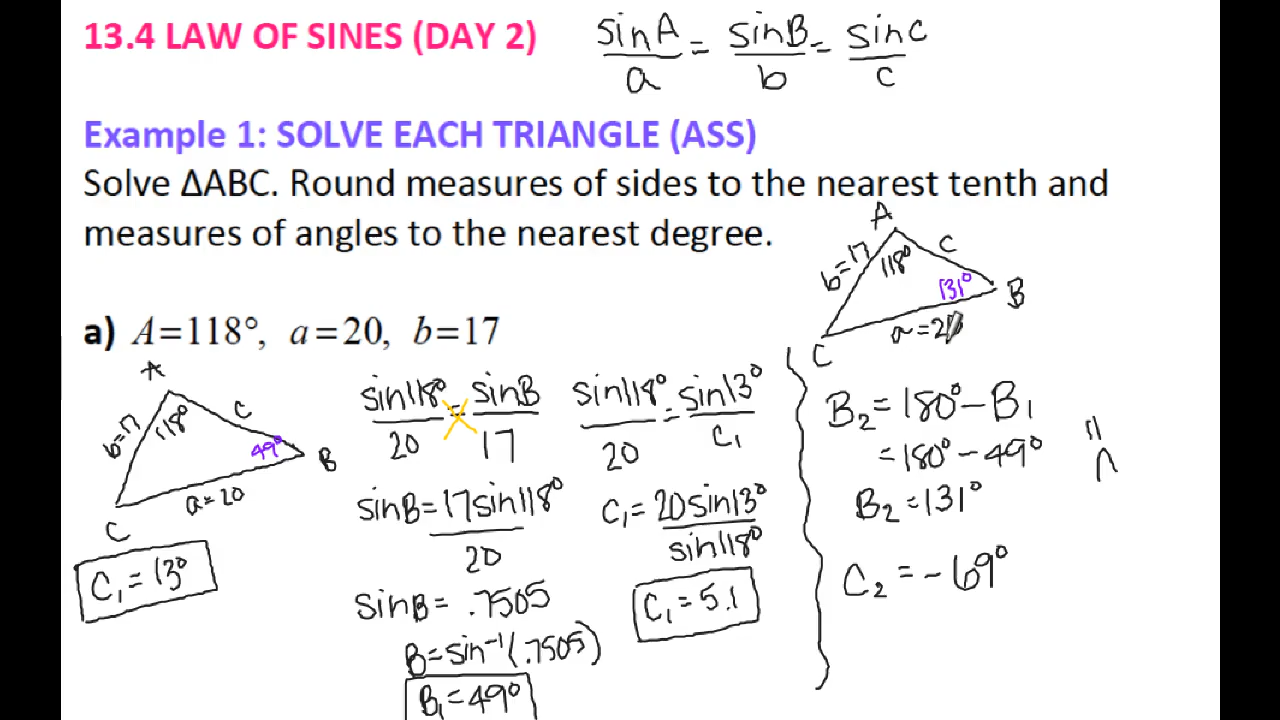 13.4 LAW OF SINES (DAY 2)
sinA/a = sinB/b = sinC/c
Example 1: SOLVE EACH TRIANGLE (ASS)
Solve ΔABC. Round measures of sides to the nearest tenth and
measures of angles to the nearest degree.
a) A=118°, a=20, b=17
A
b=17
118°
c
49°
B
a=20
C
C₁ = 13°
sin118°/20 = sinB/17
sinB = 17sin118°/20
sinB = .7505
B=sin⁻¹(.7505)
B₁ = 49°
sin118°/20 = sin13°/C₁
C₁ = 20sin13°/sin118°
C₁ = 5.1
A
b=17
118°
c
131°
B
a=20
C
B₂ = 180° - B₁
= 180° - 49°
B₂ = 131°
C₂ = -69°